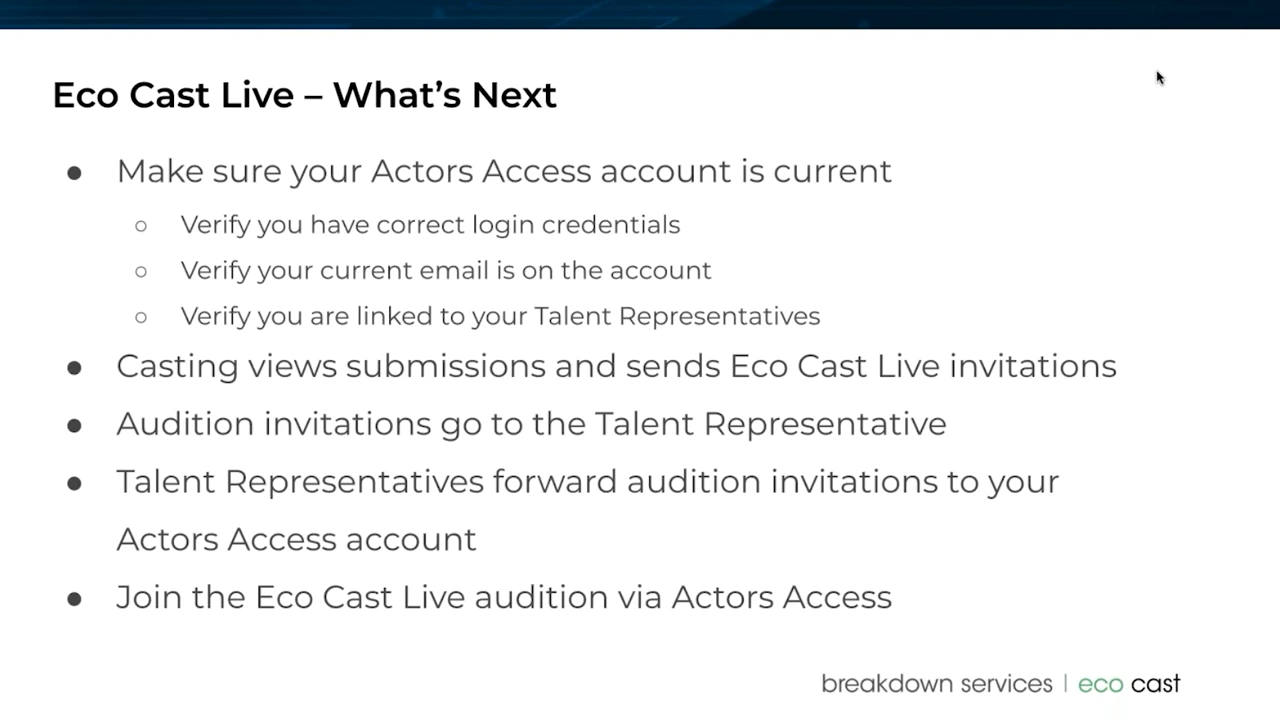 Eco Cast Live – What's Next
● Make sure your Actors Access account is current
○ Verify you have correct login credentials
○ Verify your current email is on the account
○ Verify you are linked to your Talent Representatives
● Casting views submissions and sends Eco Cast Live invitations
● Audition invitations go to the Talent Representative
● Talent Representatives forward audition invitations to your
Actors Access account
● Join the Eco Cast Live audition via Actors Access
breakdown services | eco cast